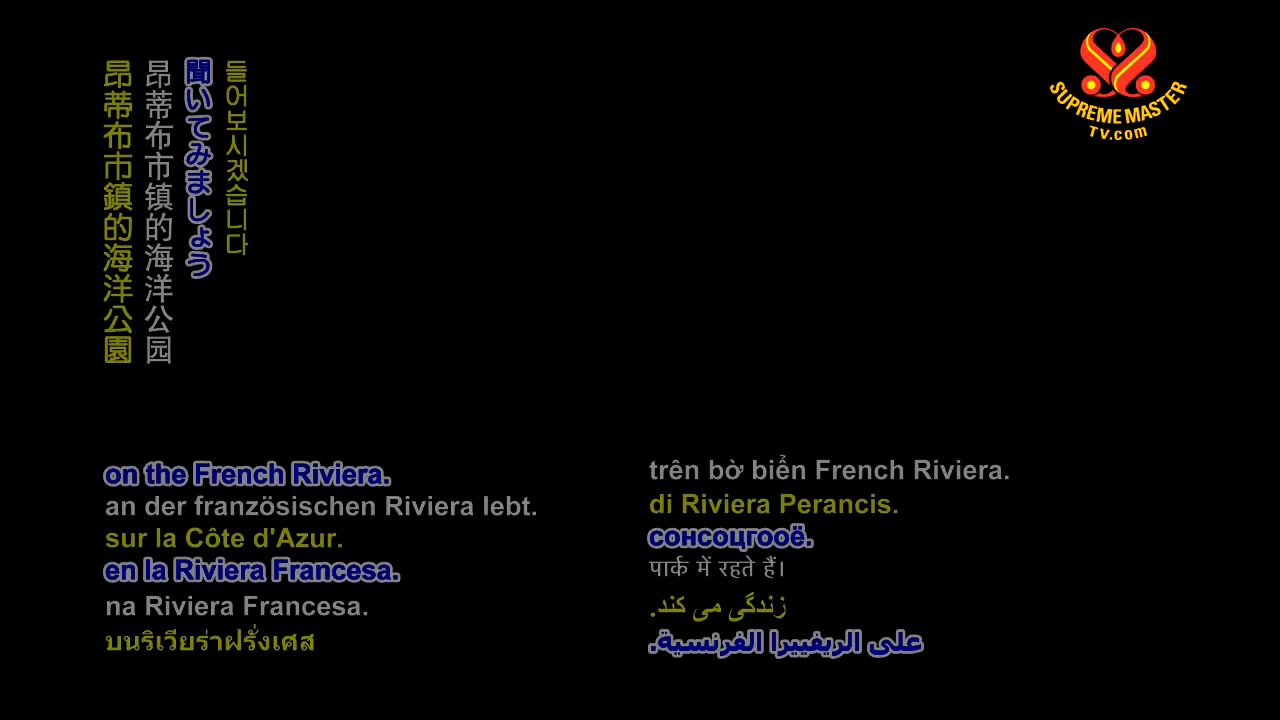 昂蒂布市鎮的海洋公園
昂蒂布市镇的海洋公园
聞いてみましょう
들어보시겠습니다
SUPREME MASTER
TV.com
on the French Riviera.
an der französischen Riviera lebt.
sur la Côte d'Azur.
en la Riviera Francesa.
na Riviera Francesa.
บนริเวียร่าฝรั่งเศส
trên bờ biển French Riviera.
di Riviera Perancis.
сонсоцгооё.
पार्क में रहते हैं।
زندگی می کند.
على الريفييرا الفرنسية.